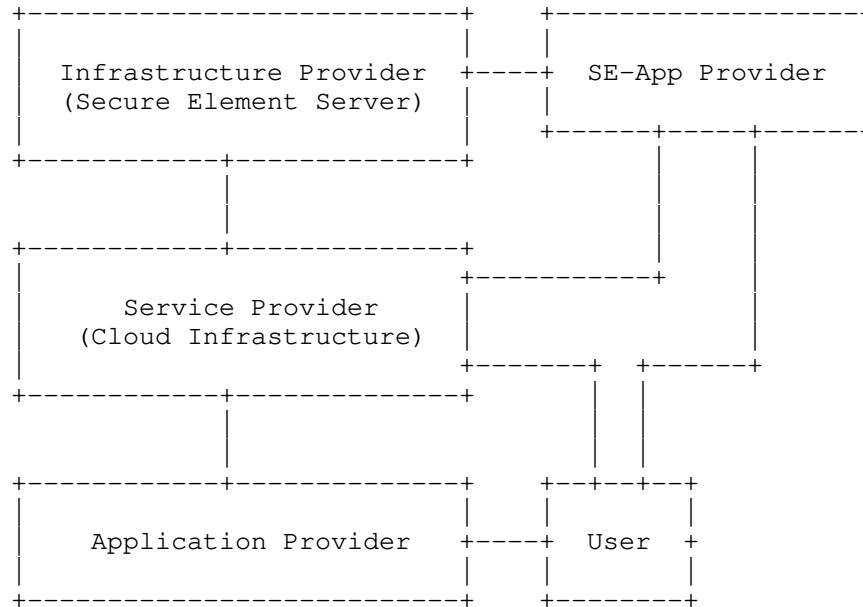 Infrastructure Provider
(Secure Element Server)
SE-App Provider
Service Provider
(Cloud Infrastructure)
Application Provider
User